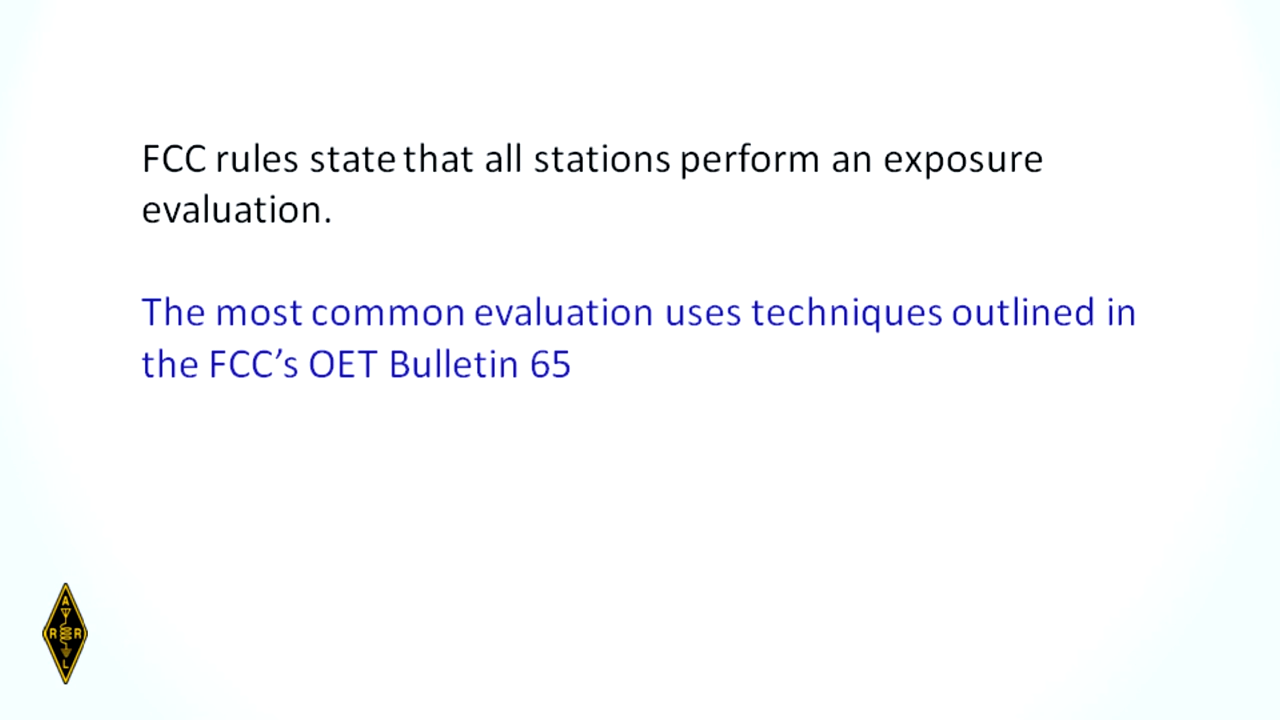 FCC rules state that all stations perform an exposure
evaluation.
The most common evaluation uses techniques outlined in
the FCC’s OET Bulletin 65
A
R R
L